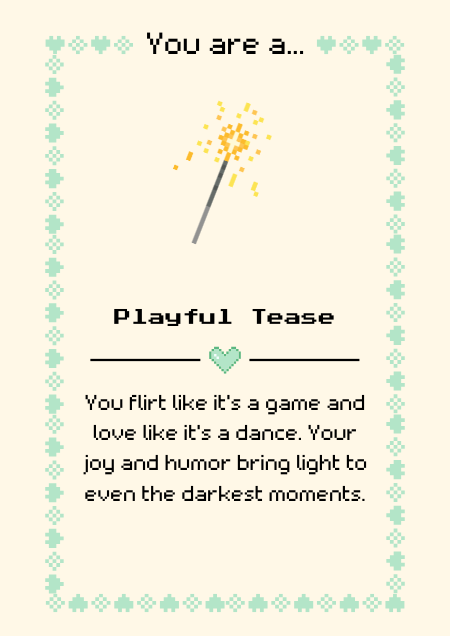 You are a...
Playful Tease
You flirt like it's a game and
love like it's a dance. Your
joy and humor bring light to
even the darkest moments.